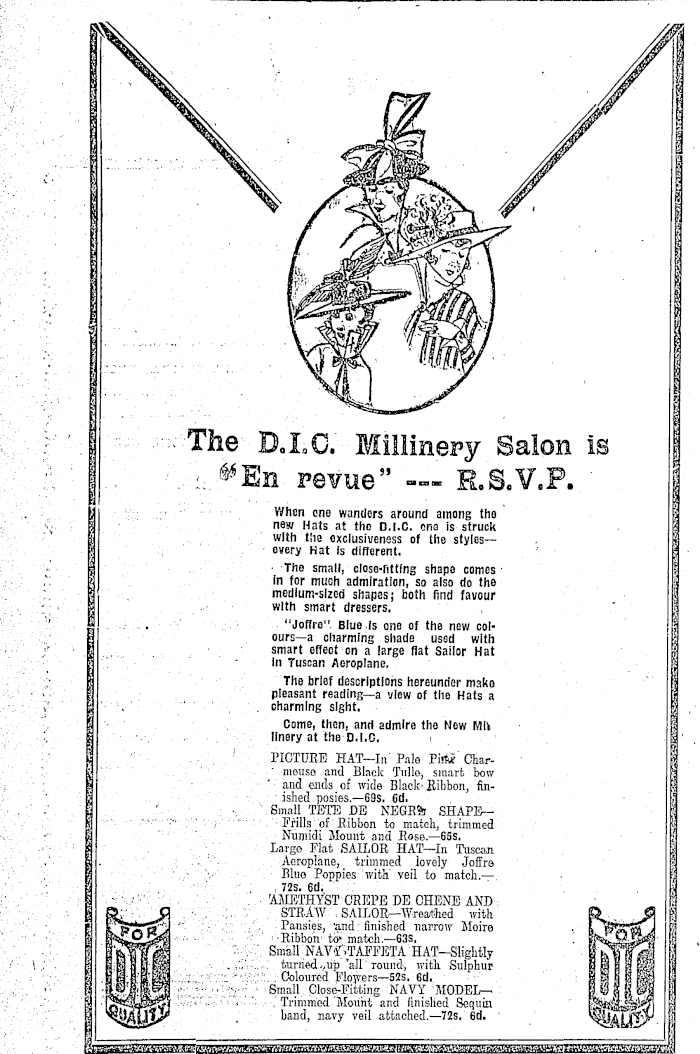 The D.I.C. Millinery Salon is
"En revue" --- R.S.V.P.
When one wanders around among the
new Hats at the D.I.C. one is struck
with the exclusiveness of the styles—
every Hat is different.
The small, close-fitting shape comes
in for much admiration, so also do the
medium-sized shapes; both find favour
with smart dressers.
"Joffre" Blue is one of the new col-
ours—a charming shade used with
smart effect on a large flat Sailor Hat
in Tuscan Aeroplane.
The brief descriptions hereunder make
pleasant reading—a view of the Hats a
charming sight.
Come, then, and admire the New Mil
linery at the D.I.C.
PICTURE HAT—In Pale Pink Char-
meuse and Black Tulle, smart bow
and ends of wide Black Ribbon, fin-
ished posies.—69s. 6d.
Small TETE DE NEGRE SHAPE—
Frills of Ribbon to match, trimmed
Numidi Mount and Rose.—65s.
Large Flat SAILOR HAT—In Tuscan
Aeroplane, trimmed lovely Joffre
Blue Poppies with veil to match.—
72s. 6d.
AMETHYST CREPE DE CHENE AND
STRAW SAILOR—Wreathed with
Pansies, and finished narrow Moire
Ribbon to match.—63s.
Small NAVY TAFFETA HAT—Slightly
turned up all round, with Sulphur
Coloured Flowers—52s. 6d.
Small Close-Fitting NAVY MODEL—
Trimmed Mount and finished Sequin
band, navy veil attached.—72s. 6d.
FOR
DIC
QUALITY
FOR
DIC
QUALITY